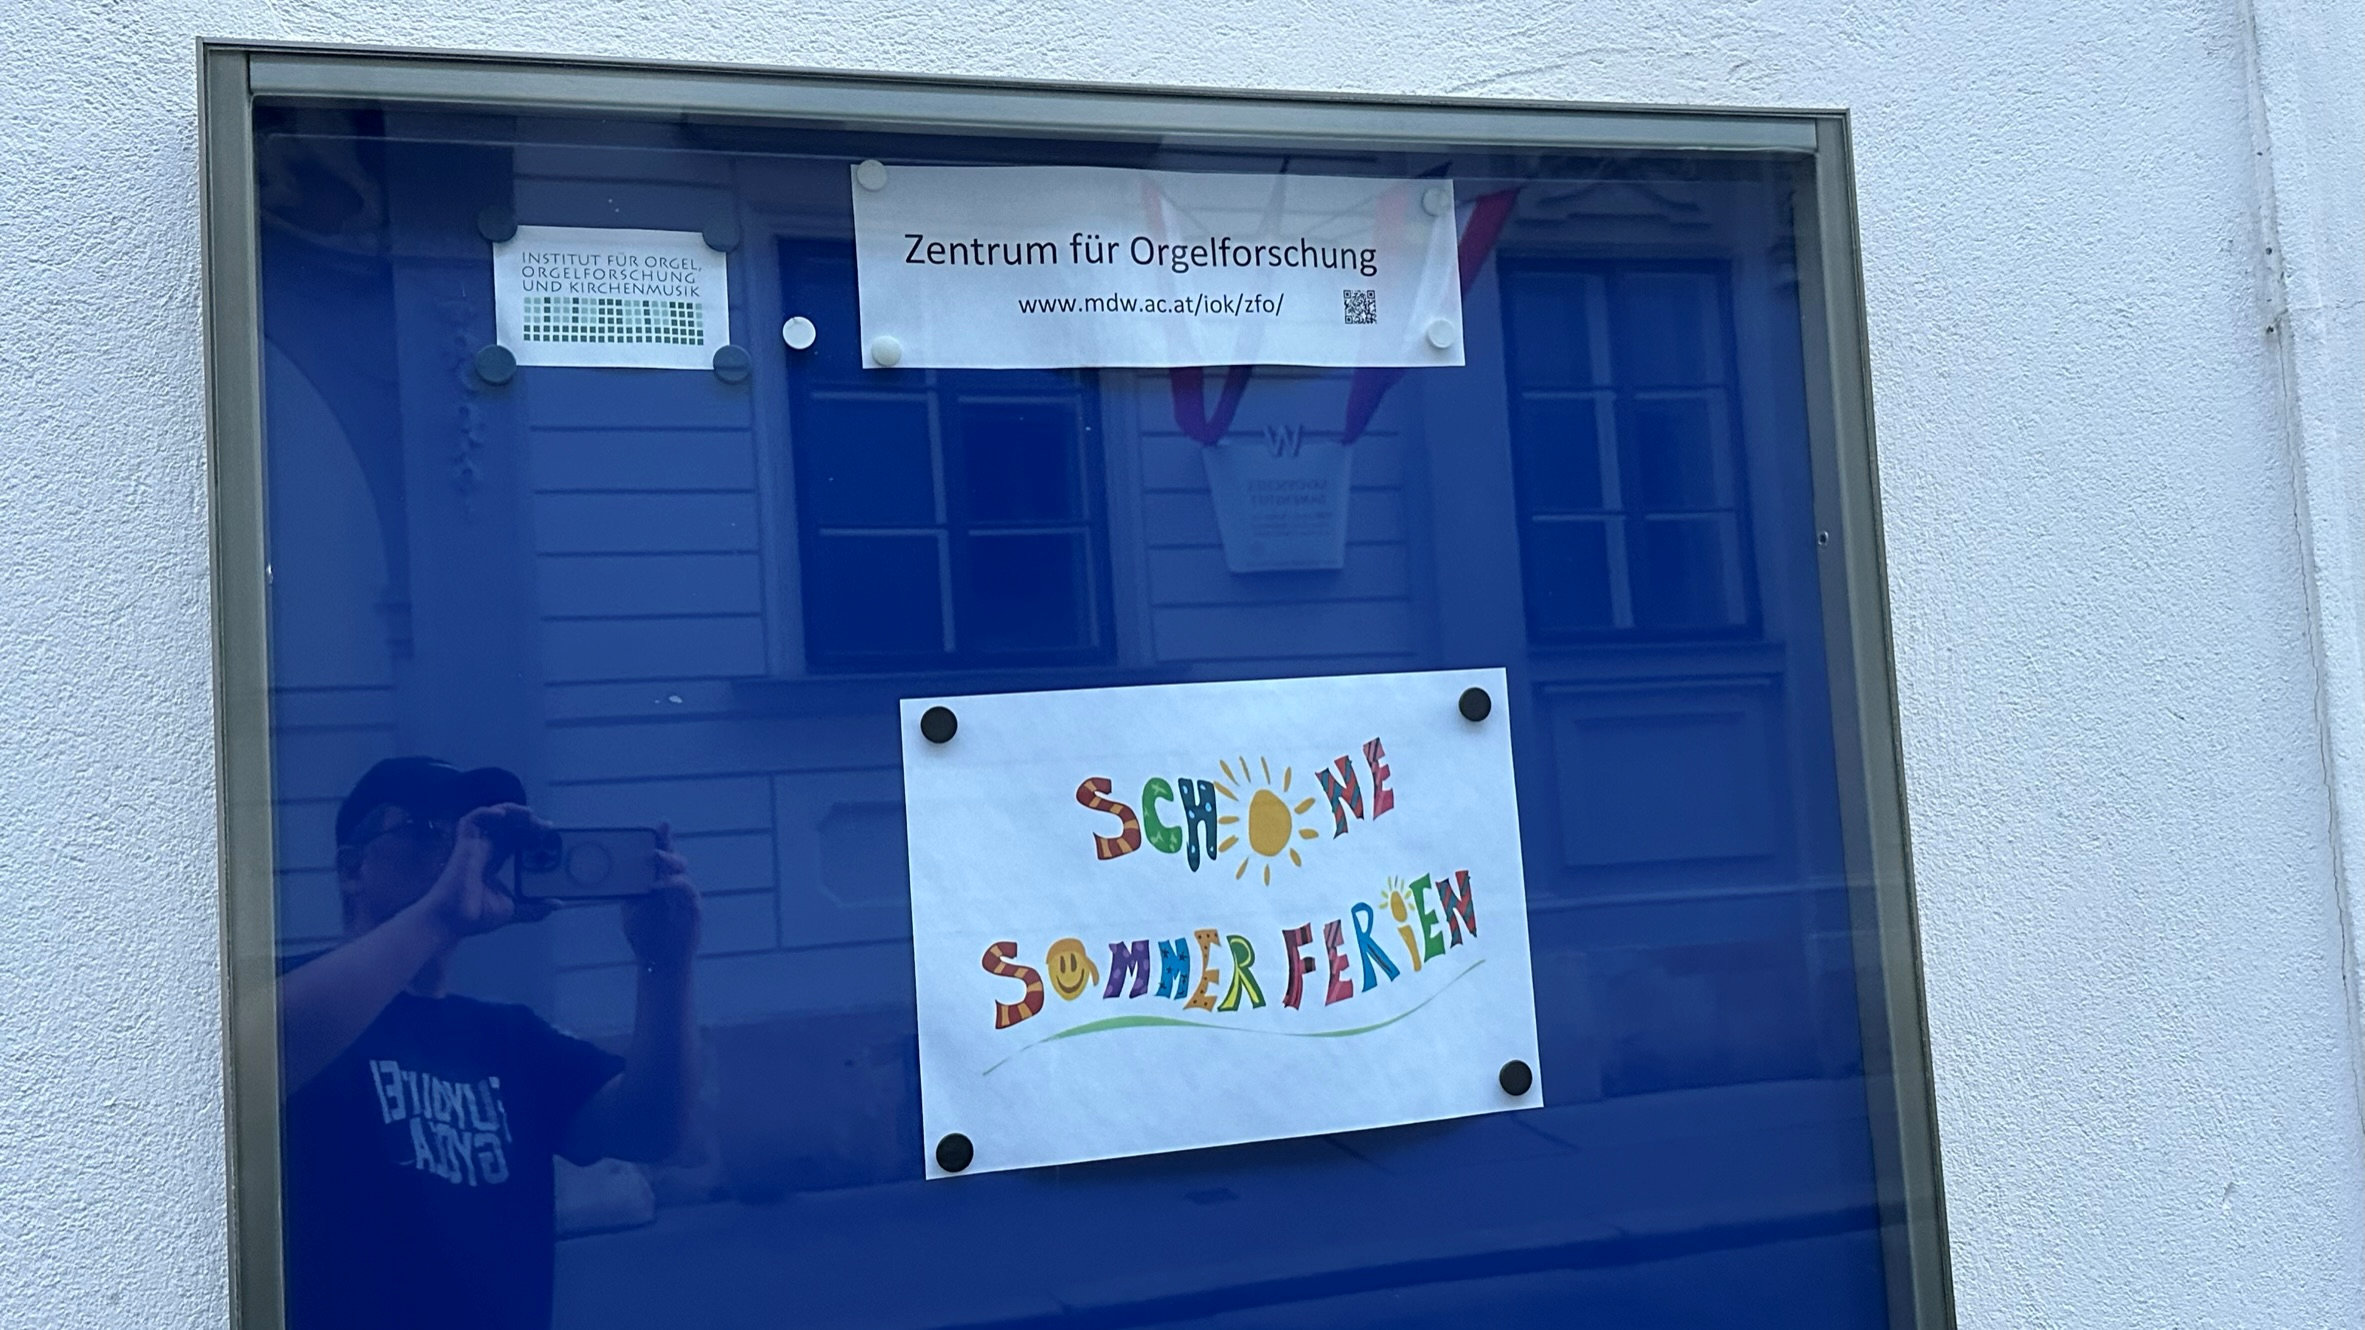 INSTITUT FÜR ORGEL,
ORGELFORSCHUNG
UND KIRCHENMUSIK
Zentrum für Orgelforschung
www.mdw.ac.at/iok/zfo/
W
SCHÖNE
SOMMER FERIEN